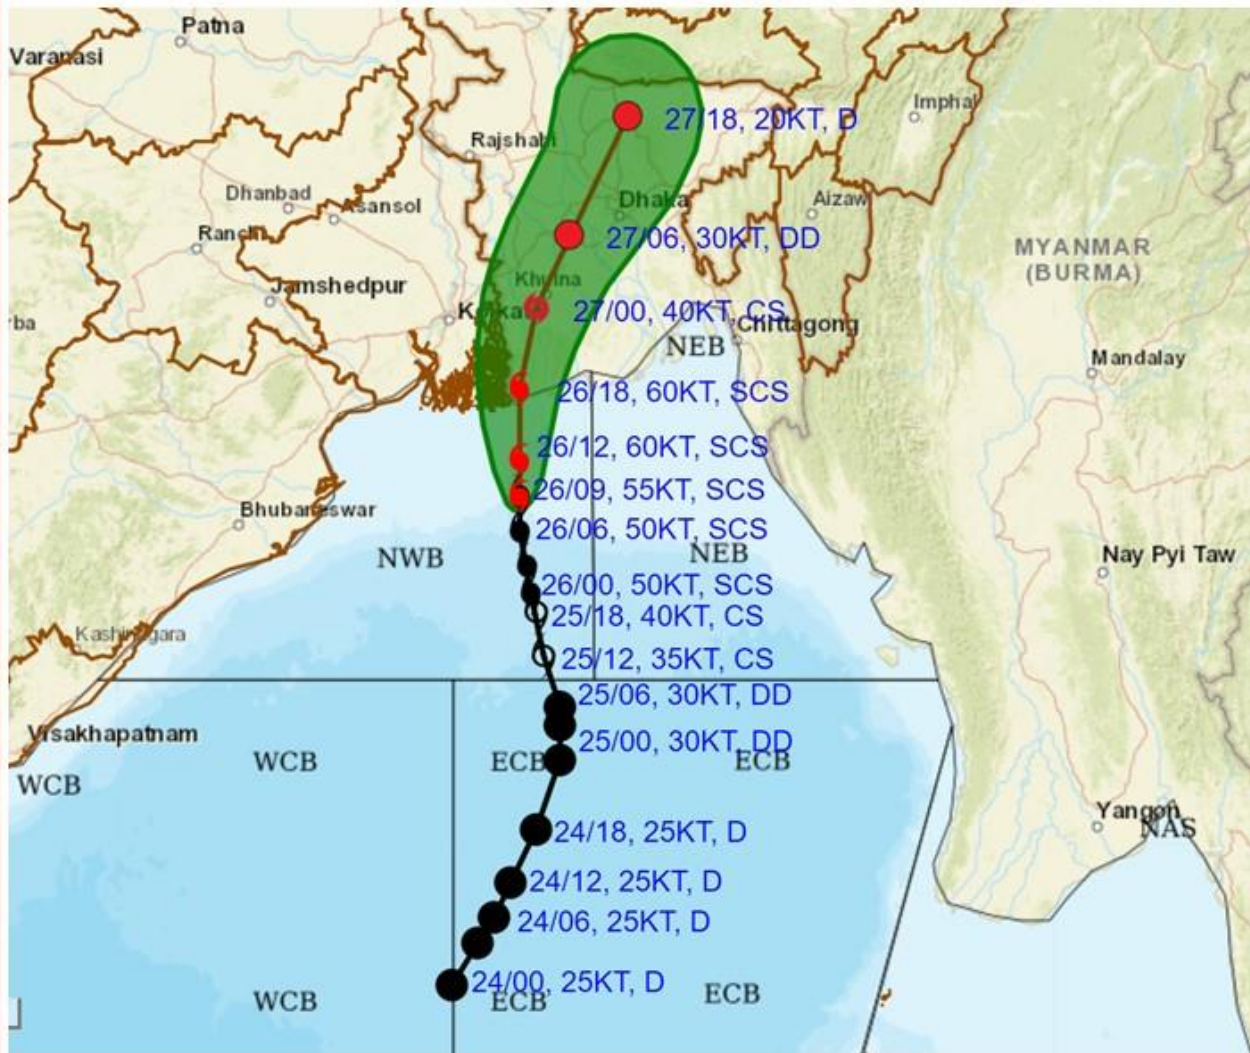 Patna
Varanasi
Imphal
27/18, 20KT, D
Rajshahi
Dhanbad
Asansol
Dhaka
Aizawl
Ranchi
27/06, 30KT, DD
MYANMAR
(BURMA)
Khulna
Jamshedpur
Kolkata
27/00, 40KT, CS
rba
Chittagong
NEB
Mandalay
26/18, 60KT, SCS
26/12, 60KT, SCS
26/09, 55KT, SCS
Bhubaneswar
26/06, 50KT, SCS
NWB
NEB
Nay Pyi Taw
26/00, 50KT, SCS
25/18, 40KT, CS
Kashinagara
25/12, 35KT, CS
25/06, 30KT, DD
Visakhapatnam
25/00, 30KT, DD
WCB
ECB
ECB
WCB
Yangon
NAS
24/18, 25KT, D
24/12, 25KT, D
24/06, 25KT, D
24/00, 25KT, D
WCB
ECB
ECB